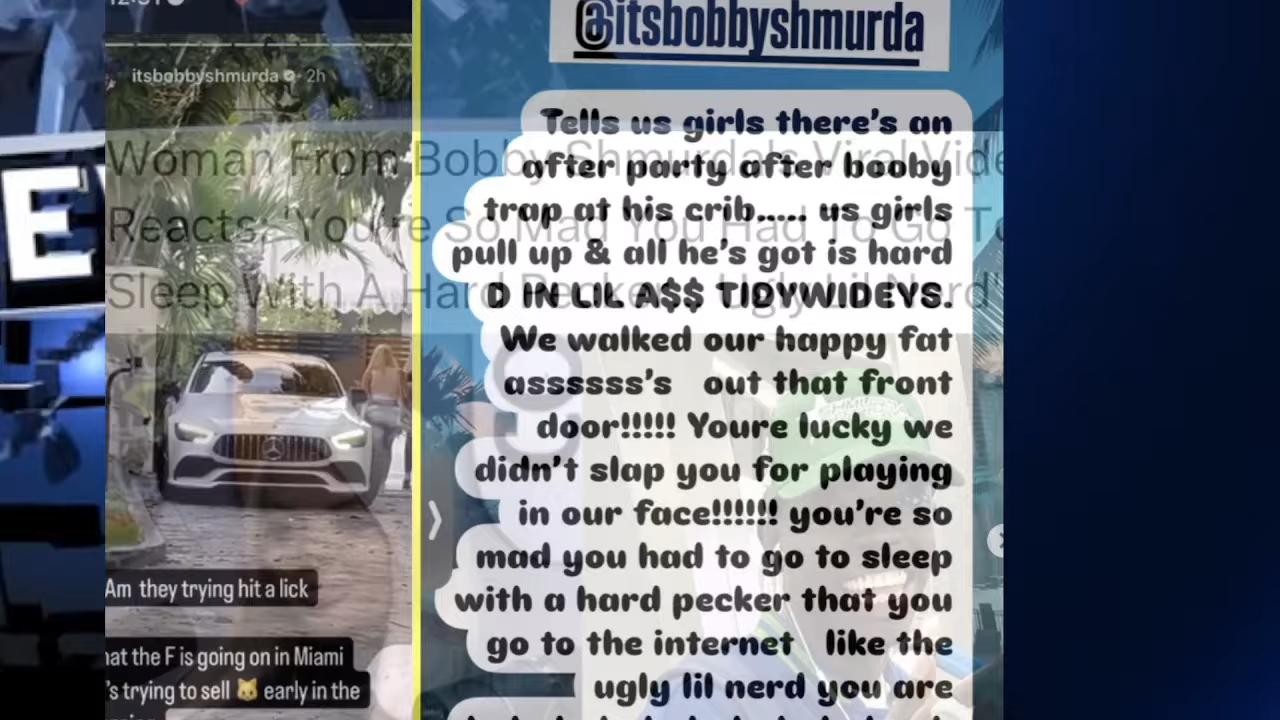 E
itsbobbyshmurda 2h
Am they trying hit a lick
hat the F is going on in Miami
's trying to sell 🐱 early in the
@itsbobbyshmurda
Tells us girls there's an
after party after booby
trap at his crib..... us girls
pull up & all he's got is hard
D IN LIL A$$ TIDYWIDEYS.
We walked our happy fat
asssssss's out that front
door!!!!! Youre lucky we
didn't slap you for playing
in our face!!!!!! you're so
mad you had to go to sleep
with a hard pecker that you
go to the internet like the
ugly lil nerd you are
Woman From Bobby Shmurda's Viral Vide
Reacts: 'You're So Mad You Had To Go To
Sleep With A Hard Pecker Ugly Lil Nerd'